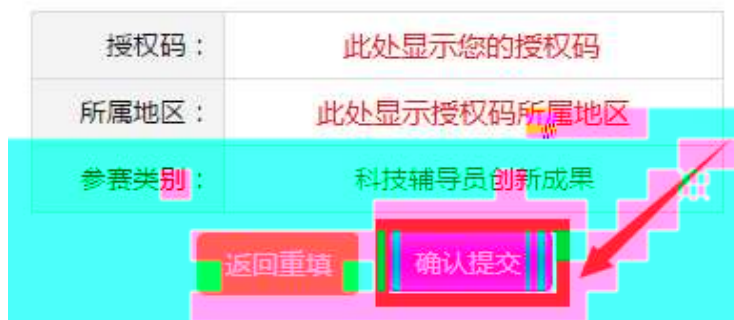 授权码： 此处显示您的授权码
所属地区： 此处显示授权码所属地区
参赛类别： 科技辅导员创新成果
返回重填 确认提交